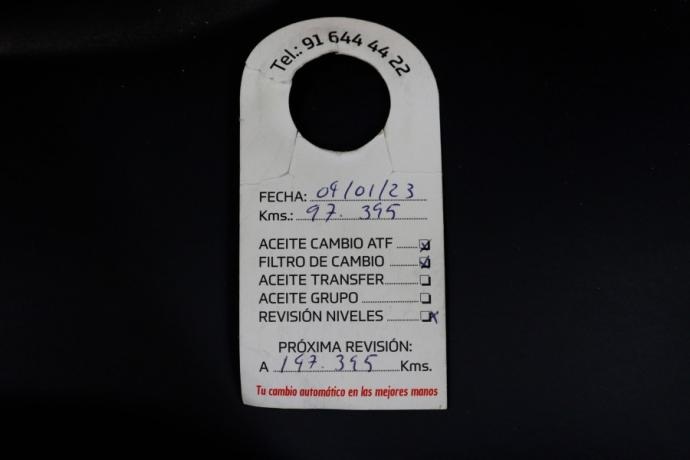 Tel.: 91 644 44 22
FECHA: 09/01/23
Kms.: 97.395
ACEITE CAMBIO ATF ........ ☒
FILTRO DE CAMBIO ........ ☒
ACEITE TRANSFER ........ ☐
ACEITE GRUPO ........ ☐
REVISIÓN NIVELES ........ ☒
PRÓXIMA REVISIÓN:
A 197.395 Kms.
Tu cambio automático en las mejores manos